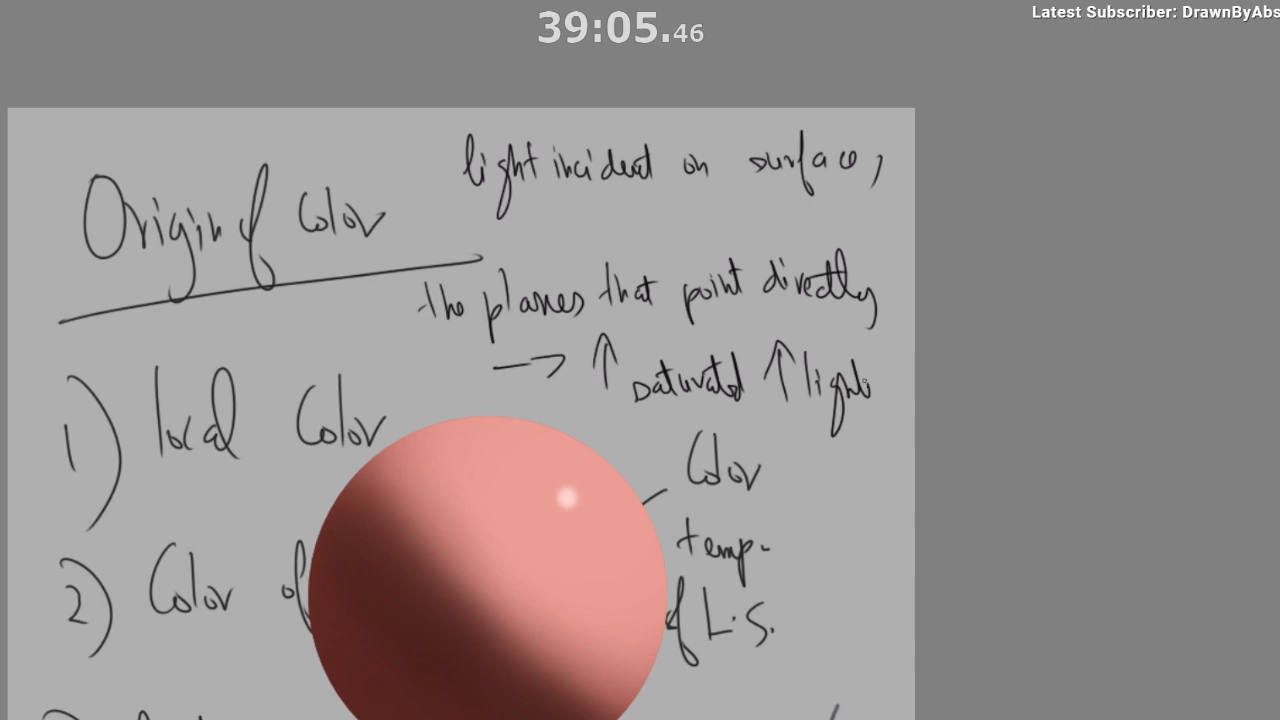 39:05.46
Latest Subscriber: DrawnByAbs
light incident on surface,
Origin of Color
the planes that point directly
→ ↑ saturated ↑ light
1) local Color
Color
temp.
2) Color of
of L.S.